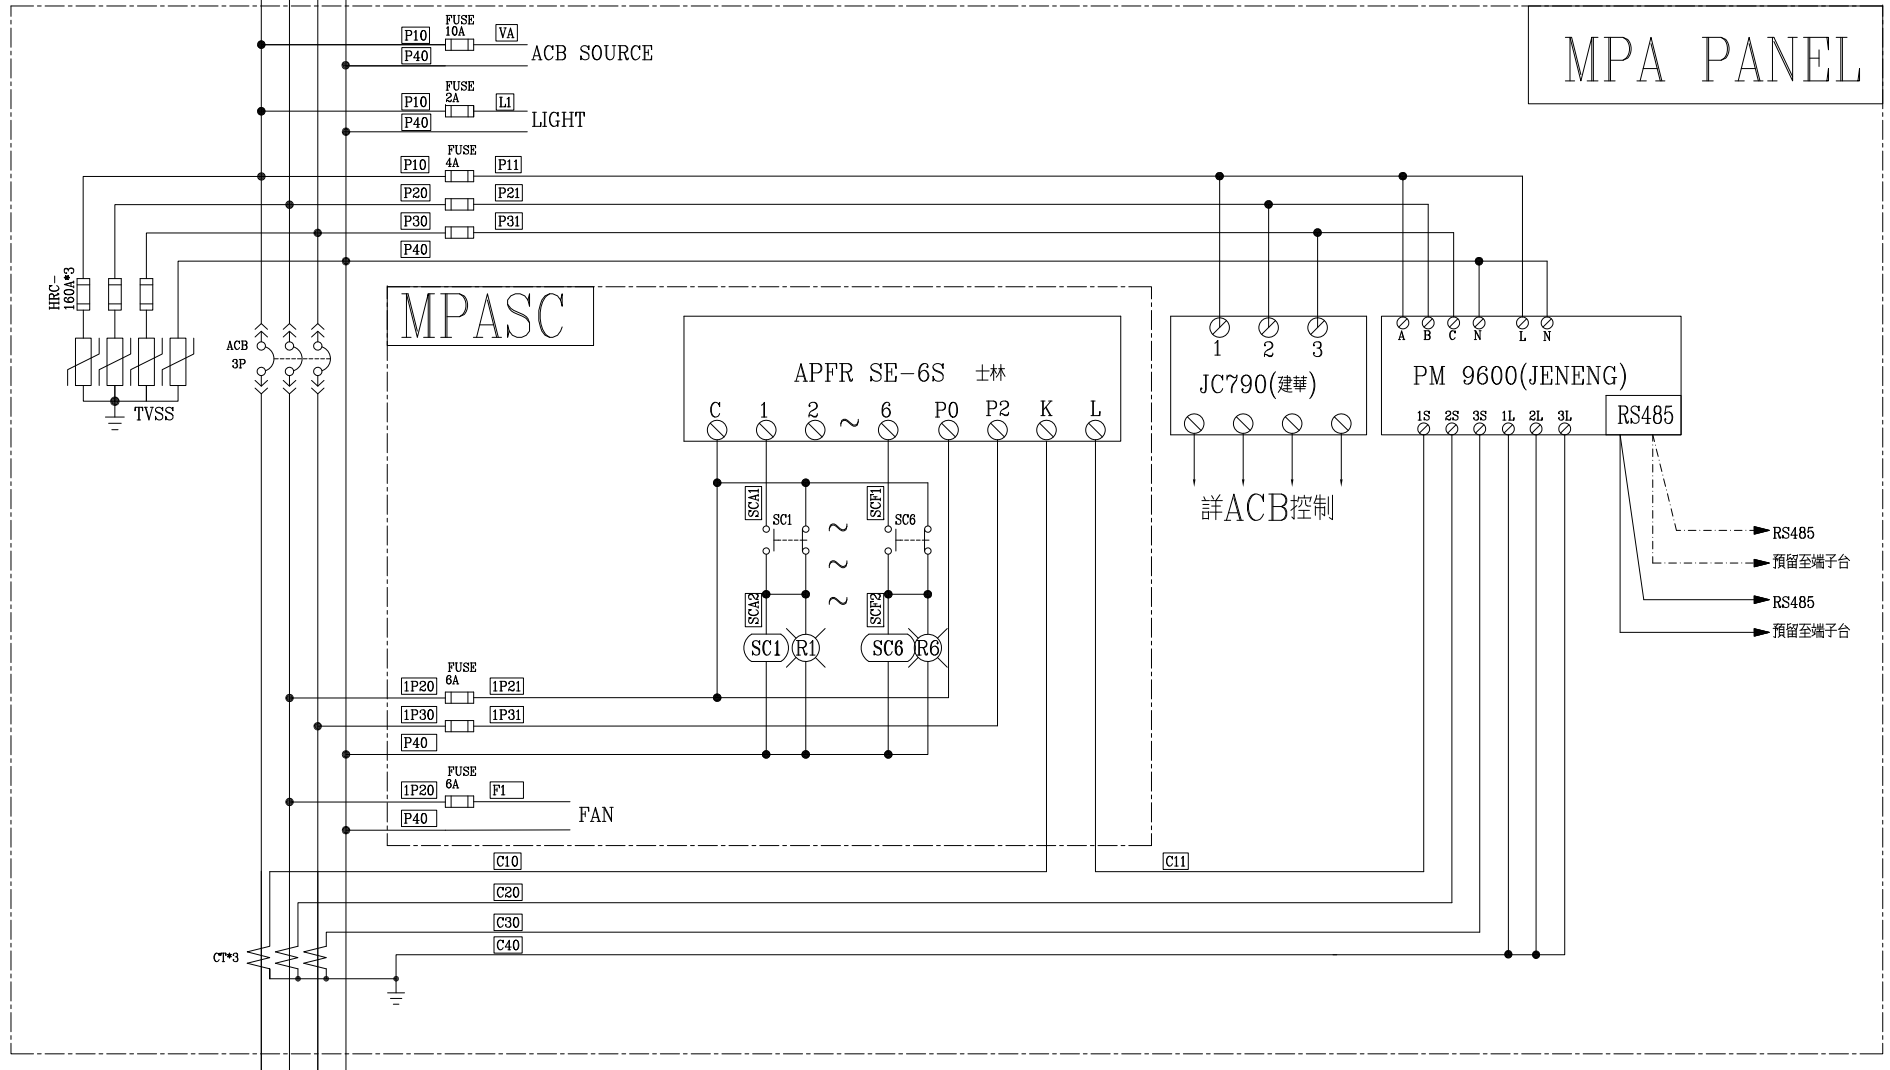 MPA PANEL
FUSE
10A
P10
VA
P40
ACB SOURCE
FUSE
2A
P10
L1
P40
LIGHT
FUSE
4A
P10
P11
P20
P21
P30
P31
P40
HRC-
160A*3
ACB
3P
TVSS
MPASC
APFR SE-6S 士林
C 1 2 ~ 6 P0 P2 K L
1 2 3
JC790(建華)
詳ACB控制
A B C N L N
PM 9600(JENENG)
1S 2S 3S 1L 2L 3L
RS485
RS485
預留至端子台
RS485
預留至端子台
SCA1
SC1
~
SCF1
SC6
~
SCA2
~
SCF2
SC1
R1
SC6
R6
FUSE
6A
1P20
1P21
1P30
1P31
P40
FUSE
6A
1P20
F1
P40
FAN
C10
C11
C20
C30
C40
CT*3